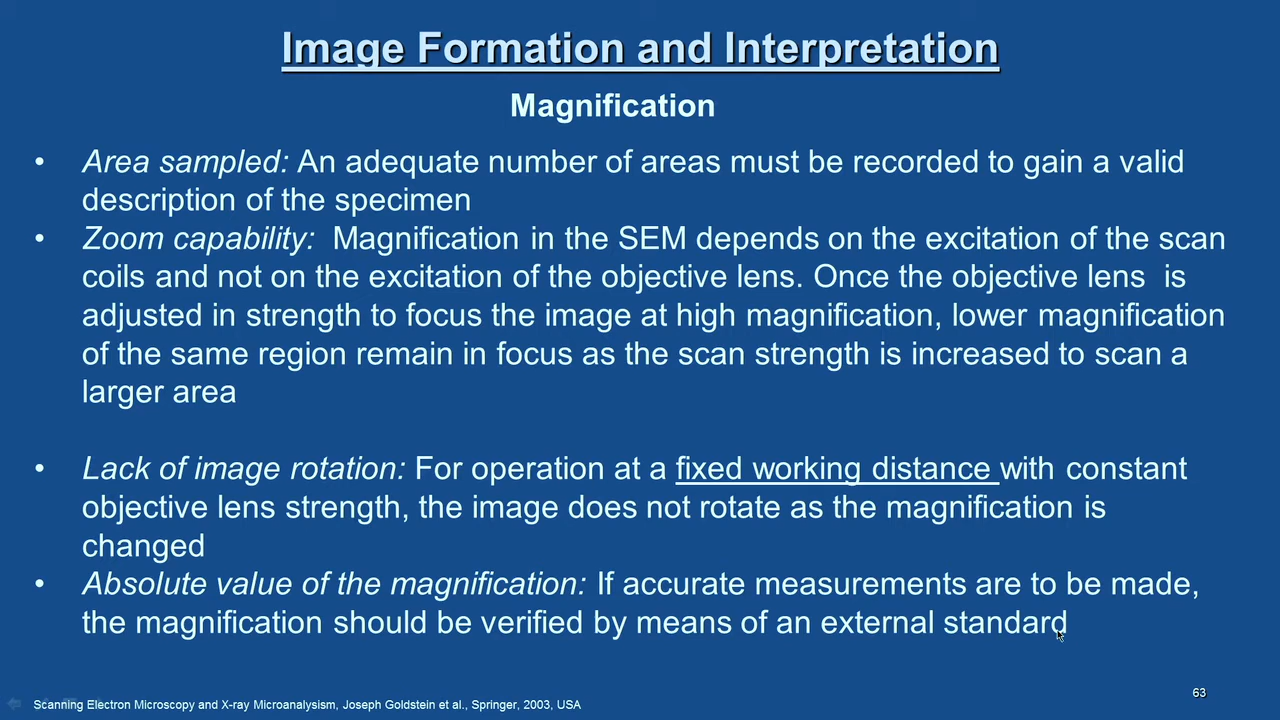 Image Formation and Interpretation
Magnification
• Area sampled: An adequate number of areas must be recorded to gain a valid
description of the specimen
• Zoom capability: Magnification in the SEM depends on the excitation of the scan
coils and not on the excitation of the objective lens. Once the objective lens is
adjusted in strength to focus the image at high magnification, lower magnification
of the same region remain in focus as the scan strength is increased to scan a
larger area
• Lack of image rotation: For operation at a fixed working distance with constant
objective lens strength, the image does not rotate as the magnification is
changed
• Absolute value of the magnification: If accurate measurements are to be made,
the magnification should be verified by means of an external standard
63
Scanning Electron Microscopy and X-ray Microanalysism, Joseph Goldstein et al., Springer, 2003, USA